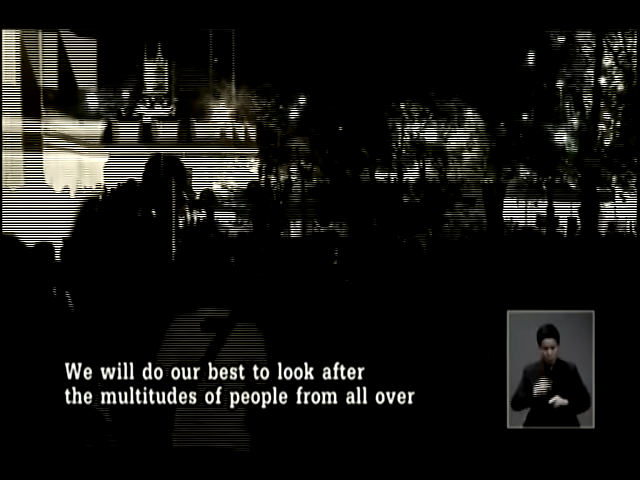 We will do our best to look after
the multitudes of people from all over